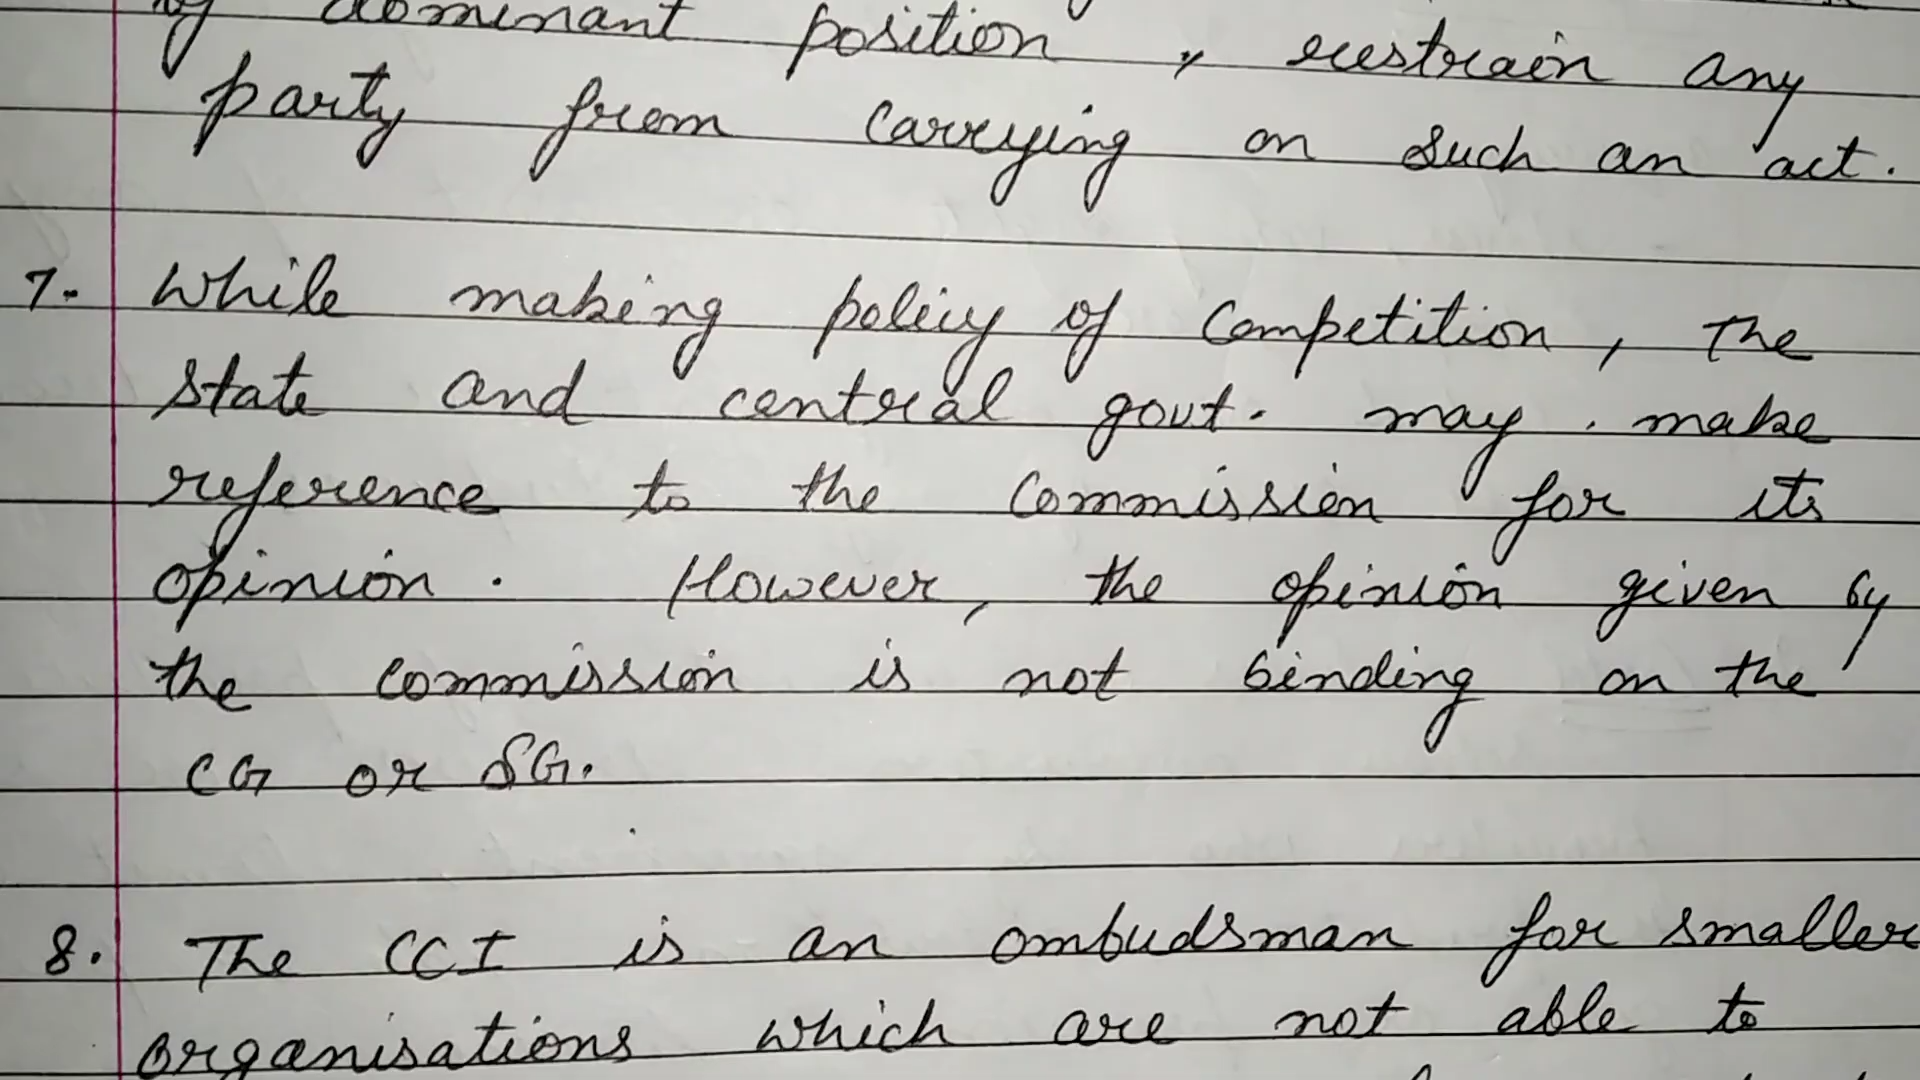 of dominant position, restrain any
party from carrying on such an act.
7. While making policy of Competition, the
state and central govt. may make
reference to the Commission for its
opinion. However, the opinion given by
the commission is not binding on the
CG or SG.
8. The CCI is an ombudsman for smaller
organisations which are not able to